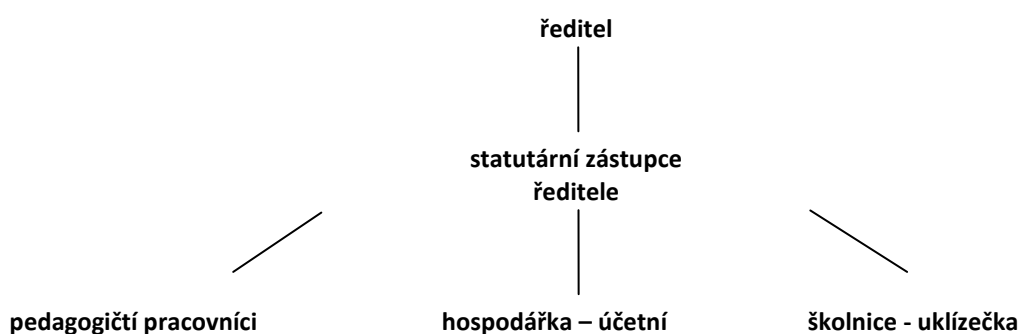 ředitel
statutární zástupce
ředitele
pedagogičtí pracovníci
hospodářka – účetní
školnice - uklízečka